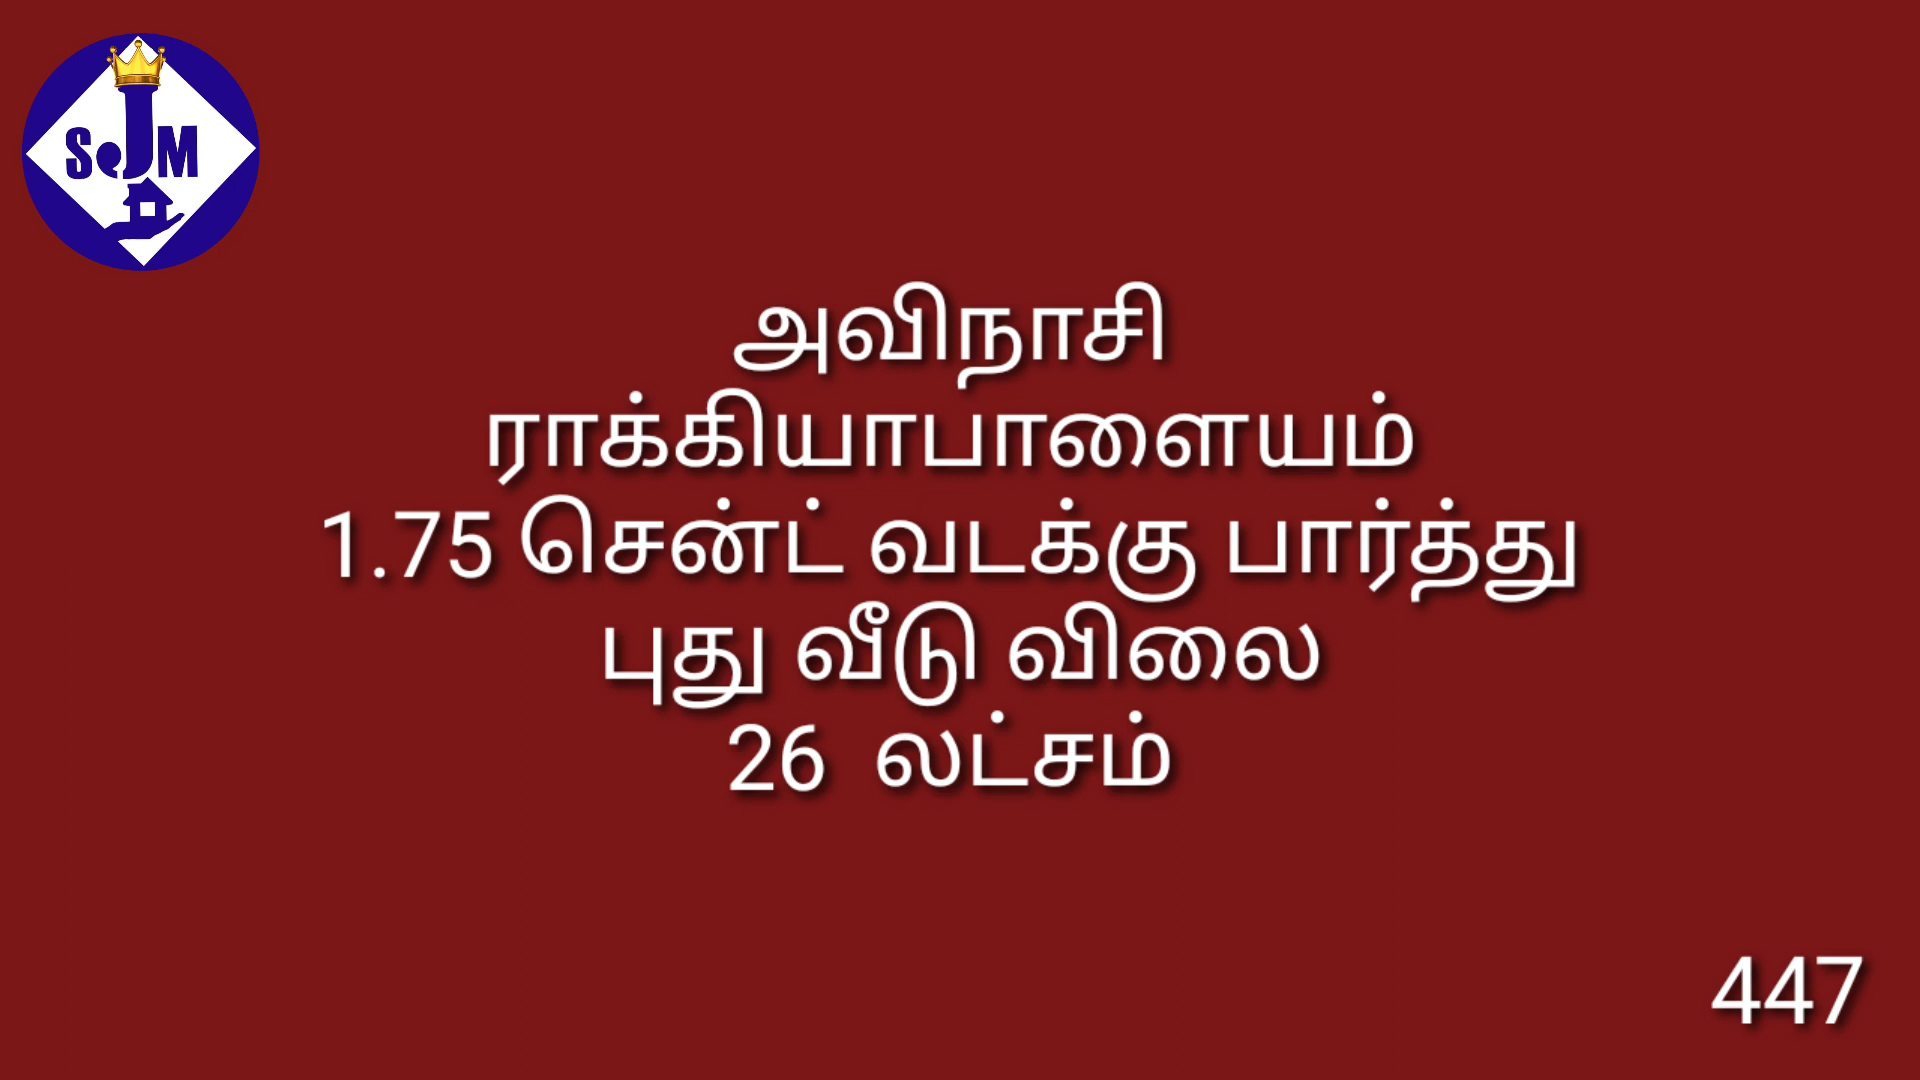 SJM
அவிநாசி
ராக்கியாபாளையம்
1.75 சென்ட் வடக்கு பார்த்து
புது வீடு விலை
26 லட்சம்
447